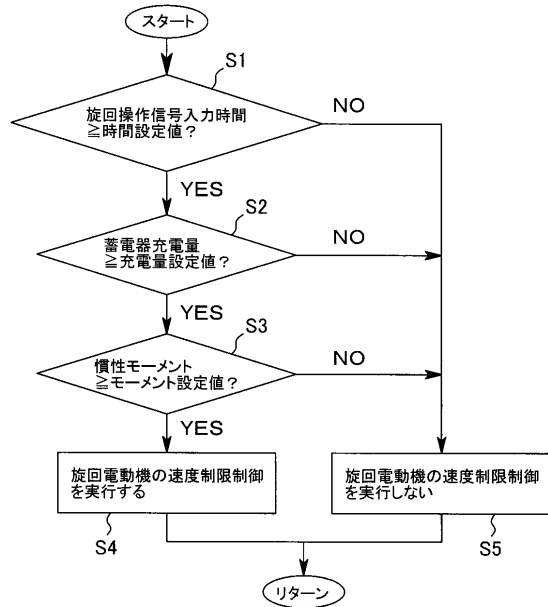 スタート
S1
旋回操作信号入力時間
≧時間設定値?
NO
YES
S2
蓄電器充電量
≧充電量設定値?
NO
YES
S3
慣性モーメント
≧モーメント設定値?
NO
YES
旋回電動機の速度制限制御
を実行する
S4
旋回電動機の速度制限制御
を実行しない
S5
リターン